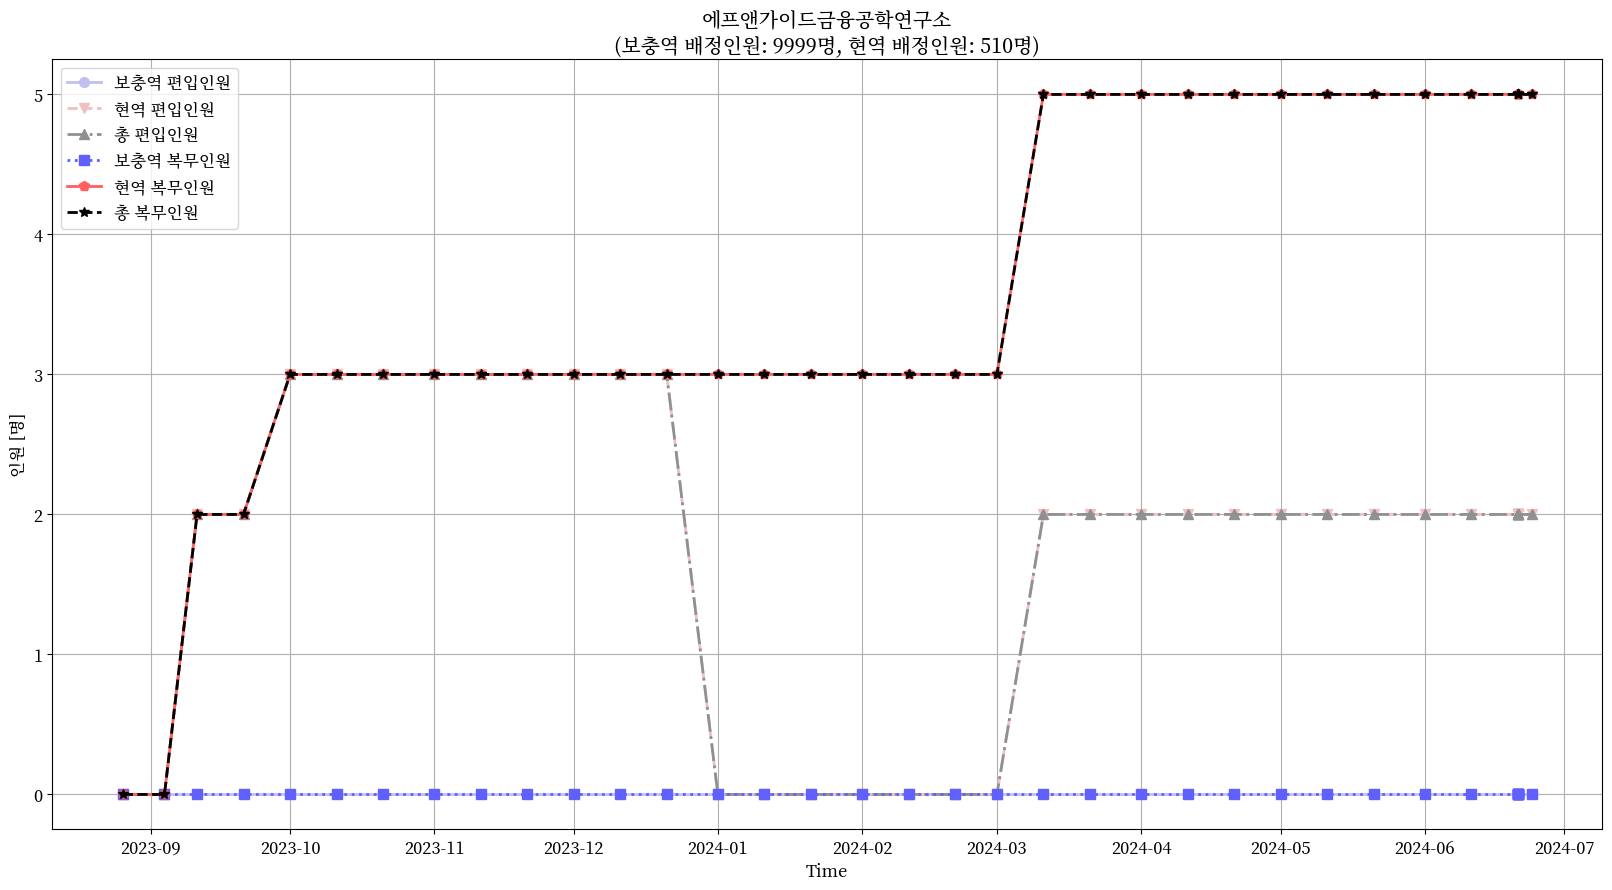 에프앤가이드금융공학연구소
(보충역 배정인원: 9999명, 현역 배정인원: 510명)
보충역 편입인원
현역 편입인원
총 편입인원
보충역 복무인원
현역 복무인원
총 복무인원
인원 [명]
5
4
3
2
1
0
2023-09
2023-10
2023-11
2023-12
2024-01
2024-02
2024-03
2024-04
2024-05
2024-06
2024-07
Time